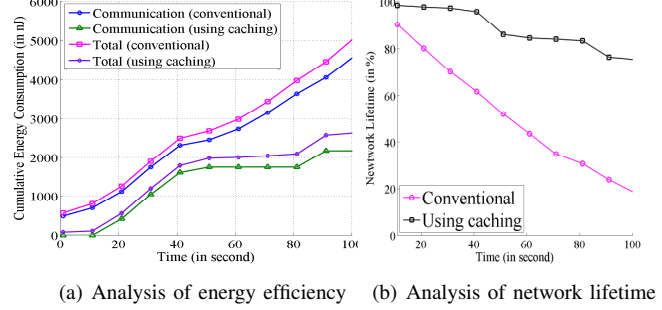 6000
5000
4000
3000
2000
1000
0
Cumulative Energy Consumption (in nJ)
Communication (conventional)
Communication (using caching)
Total (conventional)
Total (using caching)
0 20 40 60 80 100
Time (in second)
(a) Analysis of energy efficiency
100
80
60
40
20
0
Newtwork Lifetime (in %)
Conventional
Using caching
20 40 60 80 100
Time (in second)
(b) Analysis of network lifetime